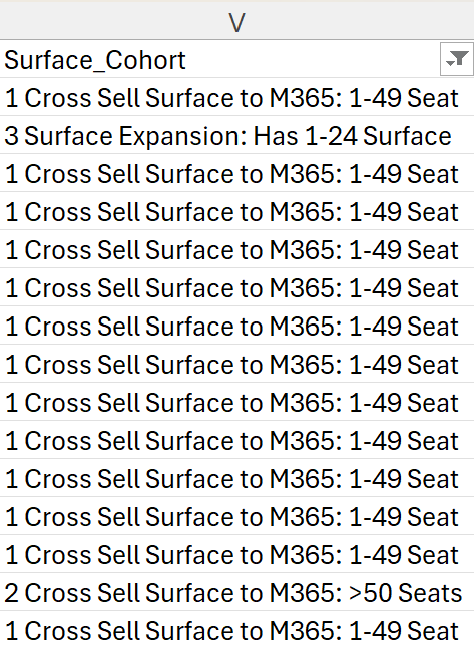 V
Surface_Cohort
1 Cross Sell Surface to M365: 1-49 Seat
3 Surface Expansion: Has 1-24 Surface
1 Cross Sell Surface to M365: 1-49 Seat
1 Cross Sell Surface to M365: 1-49 Seat
1 Cross Sell Surface to M365: 1-49 Seat
1 Cross Sell Surface to M365: 1-49 Seat
1 Cross Sell Surface to M365: 1-49 Seat
1 Cross Sell Surface to M365: 1-49 Seat
1 Cross Sell Surface to M365: 1-49 Seat
1 Cross Sell Surface to M365: 1-49 Seat
1 Cross Sell Surface to M365: 1-49 Seat
1 Cross Sell Surface to M365: 1-49 Seat
1 Cross Sell Surface to M365: 1-49 Seat
2 Cross Sell Surface to M365: >50 Seats
1 Cross Sell Surface to M365: 1-49 Seat